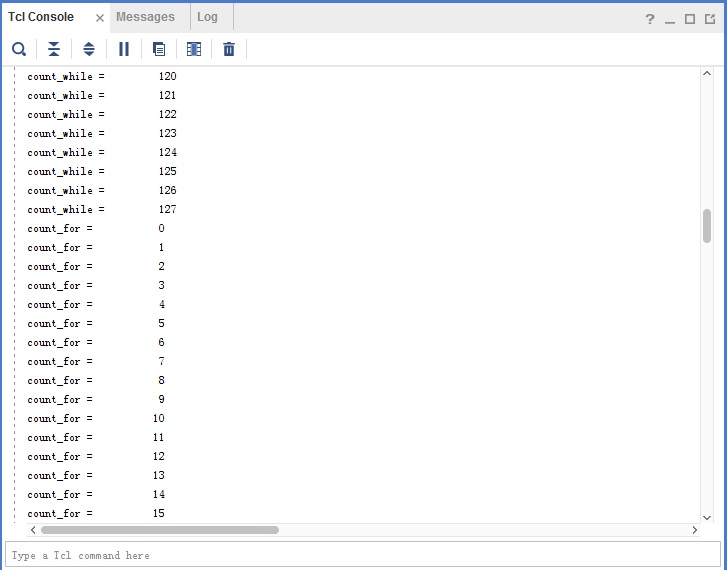 Tcl Console × Messages Log ?
count_while = 120
count_while = 121
count_while = 122
count_while = 123
count_while = 124
count_while = 125
count_while = 126
count_while = 127
count_for = 0
count_for = 1
count_for = 2
count_for = 3
count_for = 4
count_for = 5
count_for = 6
count_for = 7
count_for = 8
count_for = 9
count_for = 10
count_for = 11
count_for = 12
count_for = 13
count_for = 14
count_for = 15
Type a Tcl command here